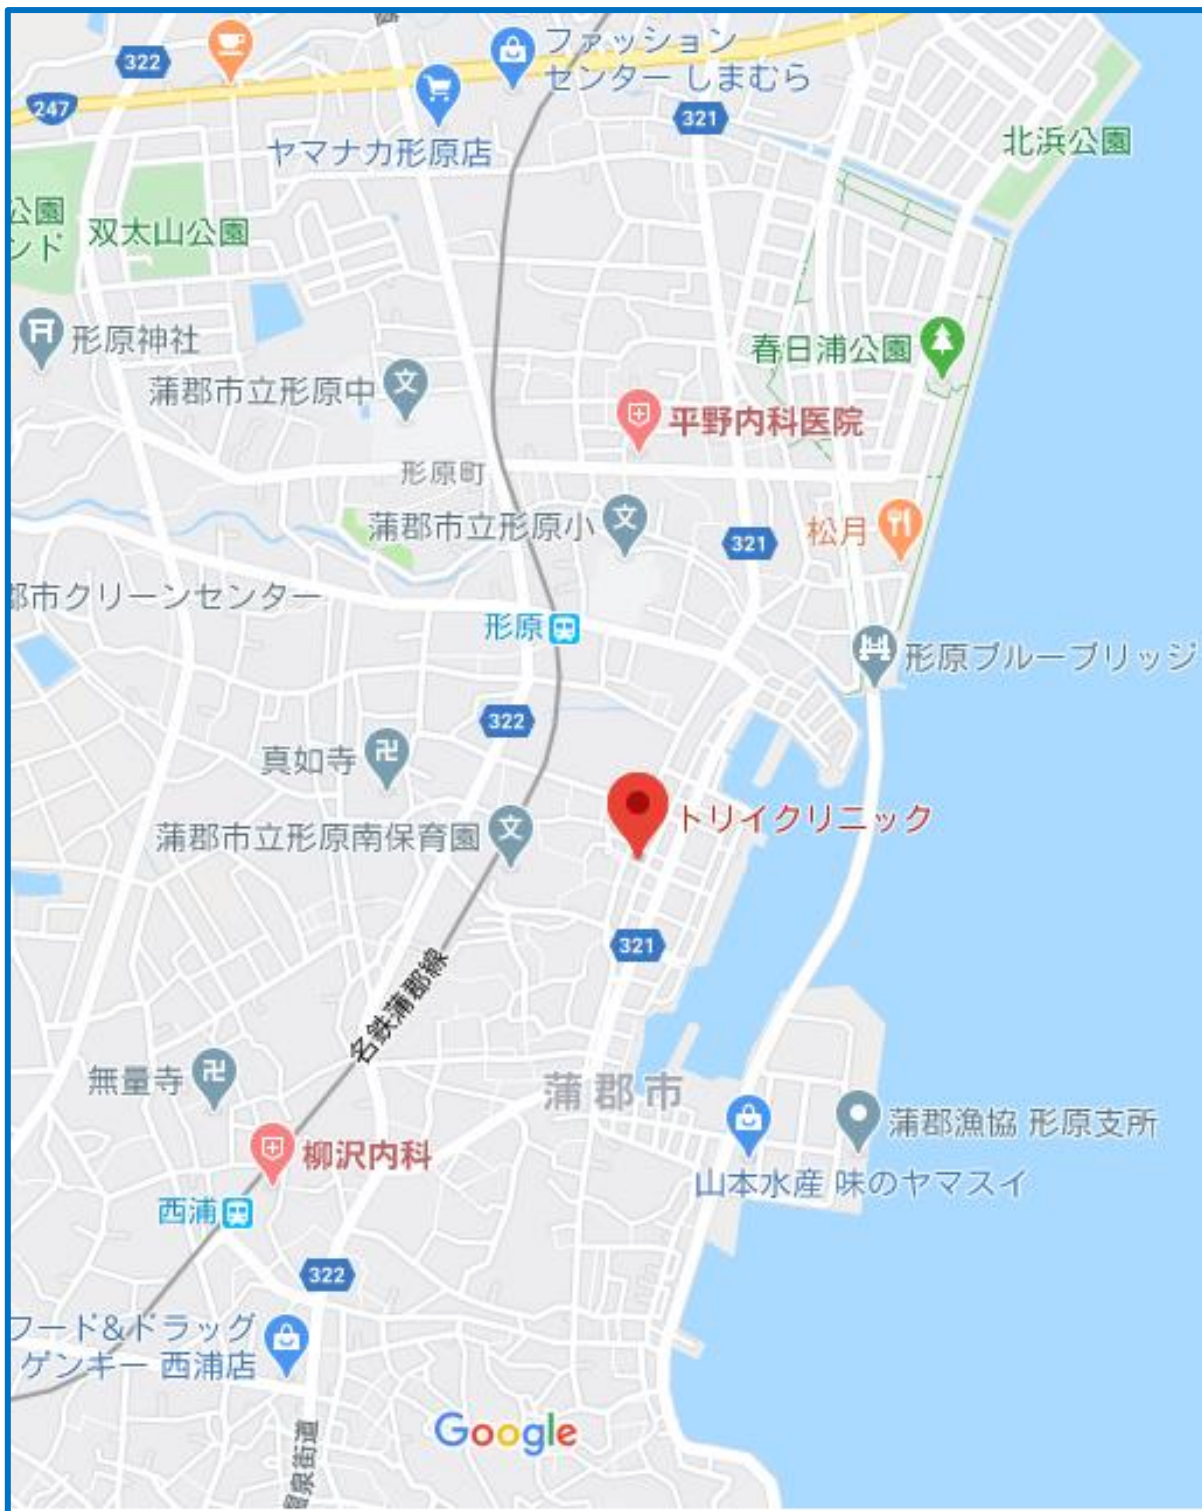 ファッション
センター しまむら
322
247
321
ヤマナカ形原店
北浜公園
公園
ンド
双太山公園
形原神社
春日浦公園
蒲郡市立形原中
文
平野内科医院
形原町
蒲郡市立形原小
文
321
松月
郡市クリーンセンター
形原
形原ブルーブリッジ
322
真如寺
卍
トリイクリニック
蒲郡市立形原南保育園
文
321
名鉄蒲郡線
無量寺
卍
蒲郡市
蒲郡漁協 形原支所
柳沢内科
山本水産 味のヤマスイ
西浦
322
フード&ドラッグ
ゲンキー 西浦店
Google
泉街道